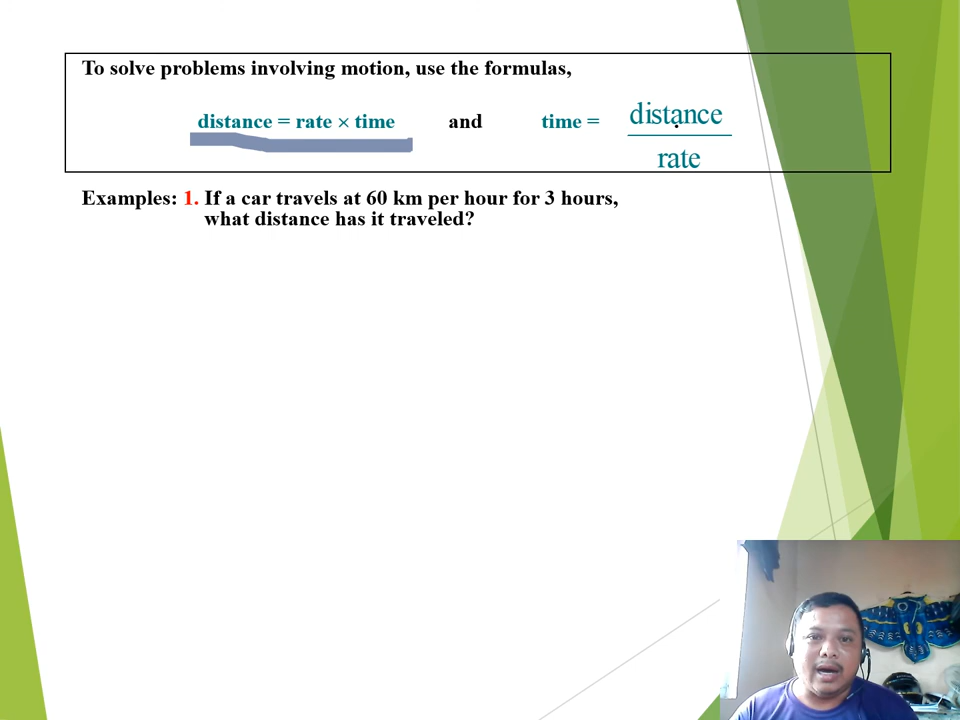 To solve problems involving motion, use the formulas,
distance = rate × time and time = distance / rate .
Examples: 1. If a car travels at 60 km per hour for 3 hours,
what distance has it traveled?